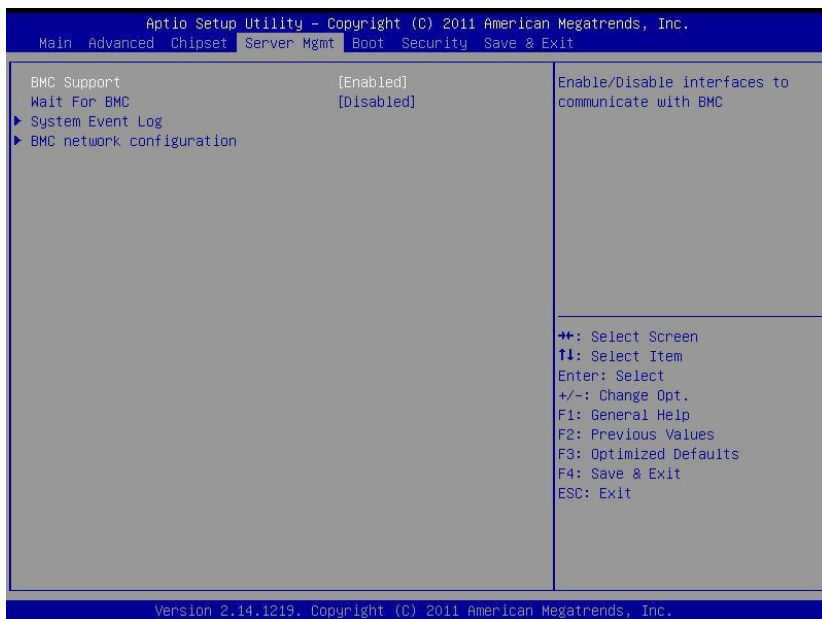 Aptio Setup Utility – Copyright (C) 2011 American Megatrends, Inc.
Main Advanced Chipset Server Mgmt Boot Security Save & Exit
BMC Support [Enabled]
Wait For BMC [Disabled]
▶ System Event Log
▶ BMC network configuration
Enable/Disable interfaces to
communicate with BMC
→←: Select Screen
↑↓: Select Item
Enter: Select
+/-: Change Opt.
F1: General Help
F2: Previous Values
F3: Optimized Defaults
F4: Save & Exit
ESC: Exit
Version 2.14.1219. Copyright (C) 2011 American Megatrends, Inc.